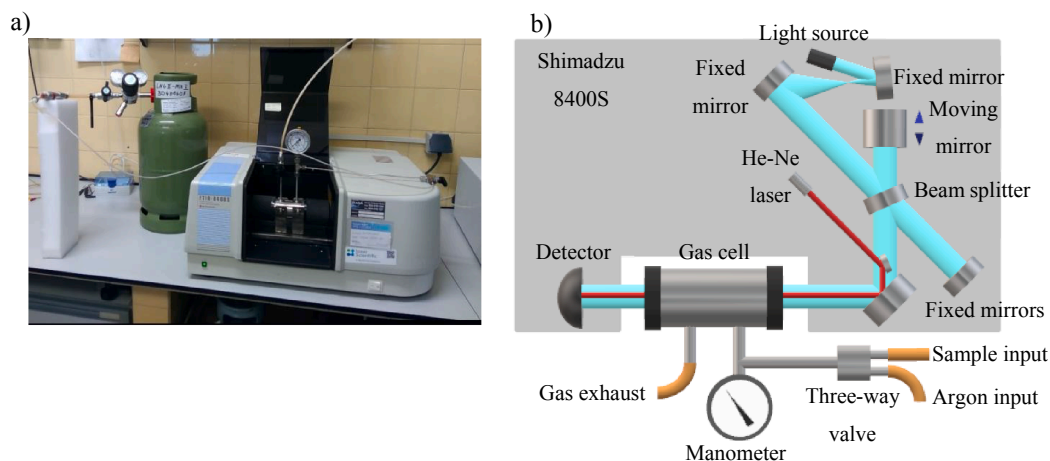 a)
b)
Light source
Shimadzu
8400S
Fixed
mirror
Fixed mirror
Moving
mirror
He-Ne
laser
Beam splitter
Detector
Gas cell
Fixed mirrors
Sample input
Gas exhaust
Three-way
valve
Argon input
Manometer